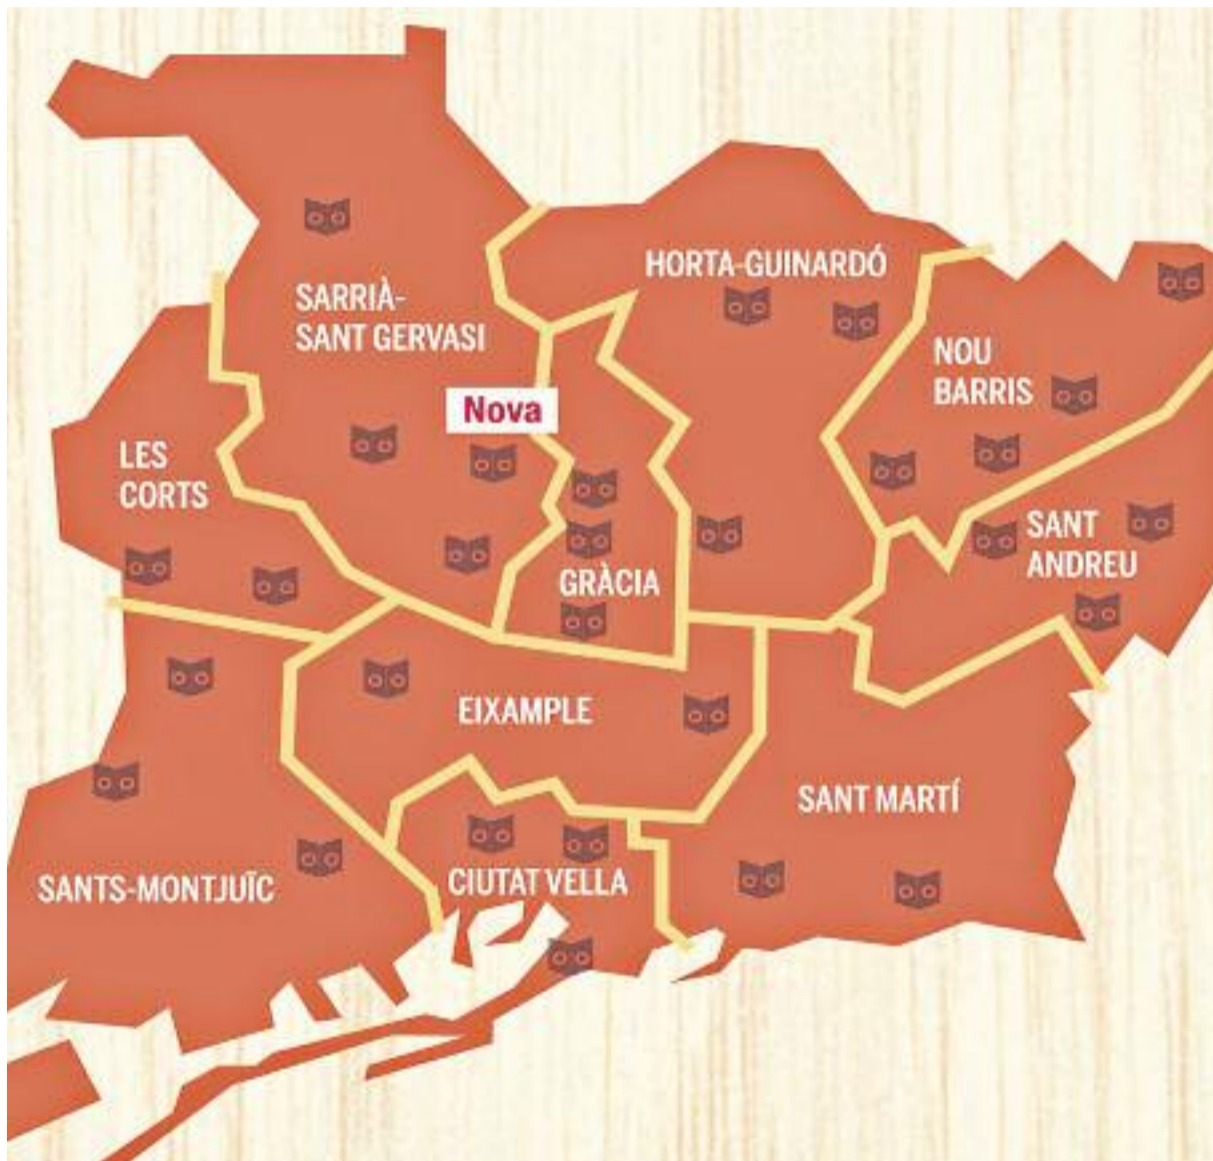 HORTA-GUINARDÓ
SARRIÀ-
SANT GERVASI
NOU
BARRIS
Nova
LES
CORTS
SANT
ANDREU
GRÀCIA
EIXAMPLE
SANT MARTÍ
CIUTAT VELLA
SANTS-MONTJUÏC